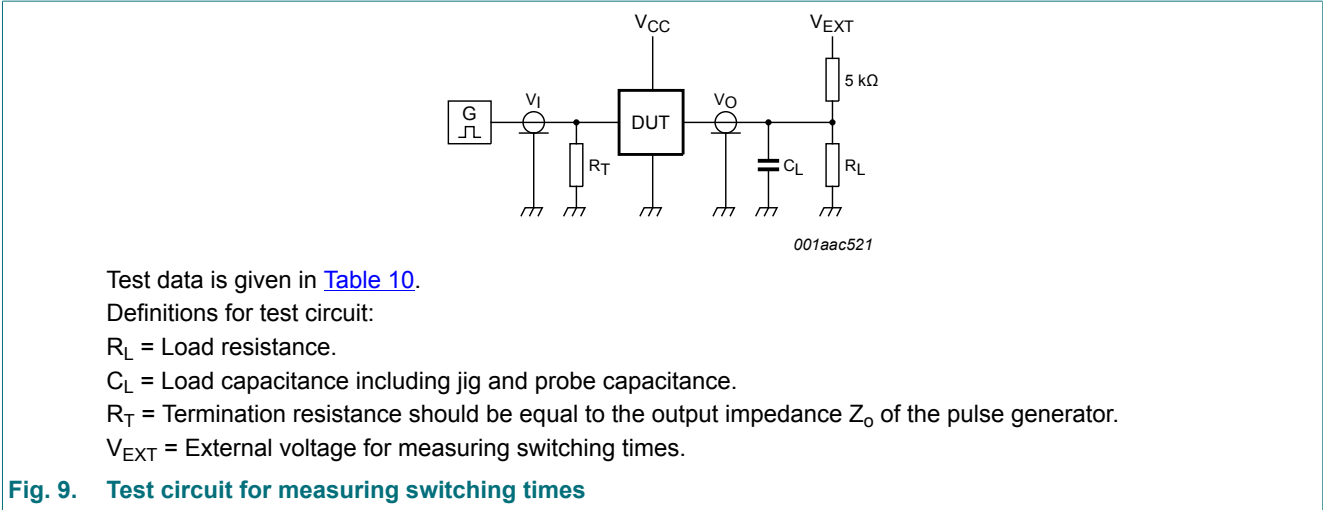 VCC
VEXT
5 kΩ
G
VI
DUT
VO
RT
CL
RL
001aac521
Test data is given in Table 10.
Definitions for test circuit:
RL = Load resistance.
CL = Load capacitance including jig and probe capacitance.
RT = Termination resistance should be equal to the output impedance Zo of the pulse generator.
VEXT = External voltage for measuring switching times.
Fig. 9. Test circuit for measuring switching times